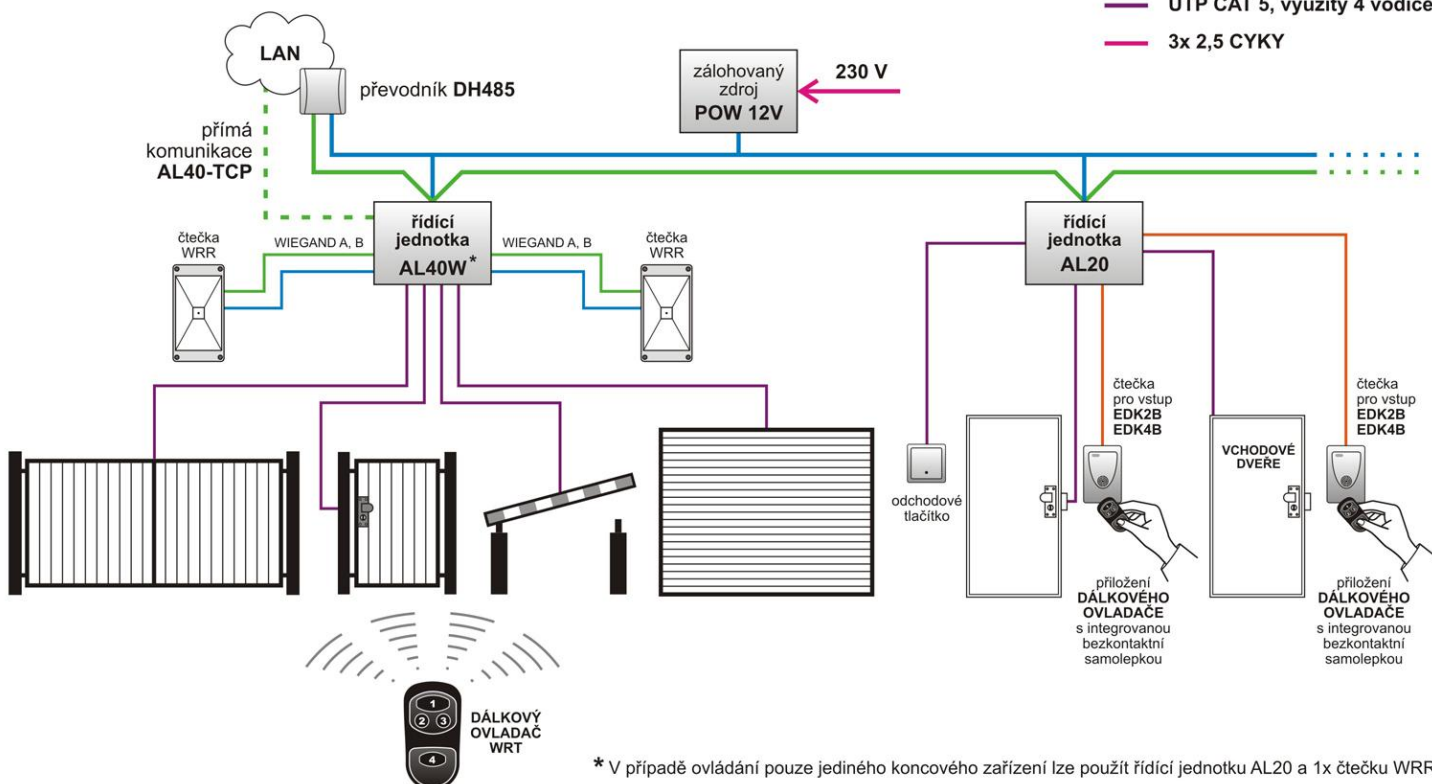 UTP CAT 5, využity 4 vodiče
3x 2,5 CYKY
LAN
převodník DH485
zálohovaný
zdroj
POW 12V
230 V
přímá
komunikace
AL40-TCP
čtečka
WRR
WIEGAND A, B
řídící
jednotka
AL40W*
WIEGAND A, B
čtečka
WRR
řídící
jednotka
AL20
čtečka
pro vstup
EDK2B
EDK4B
čtečka
pro vstup
EDK2B
EDK4B
VCHODOVÉ
DVEŘE
odchodové
tlačítko
přiložení
DÁLKOVÉHO
OVLADAČE
s integrovanou
bezkontaktní
samolepkou
přiložení
DÁLKOVÉHO
OVLADAČE
s integrovanou
bezkontaktní
samolepkou
1
2 3
4
DÁLKOVÝ
OVLADAČ
WRT
* V případě ovládání pouze jediného koncového zařízení lze použít řídící jednotku AL20 a 1x čtečku WRR